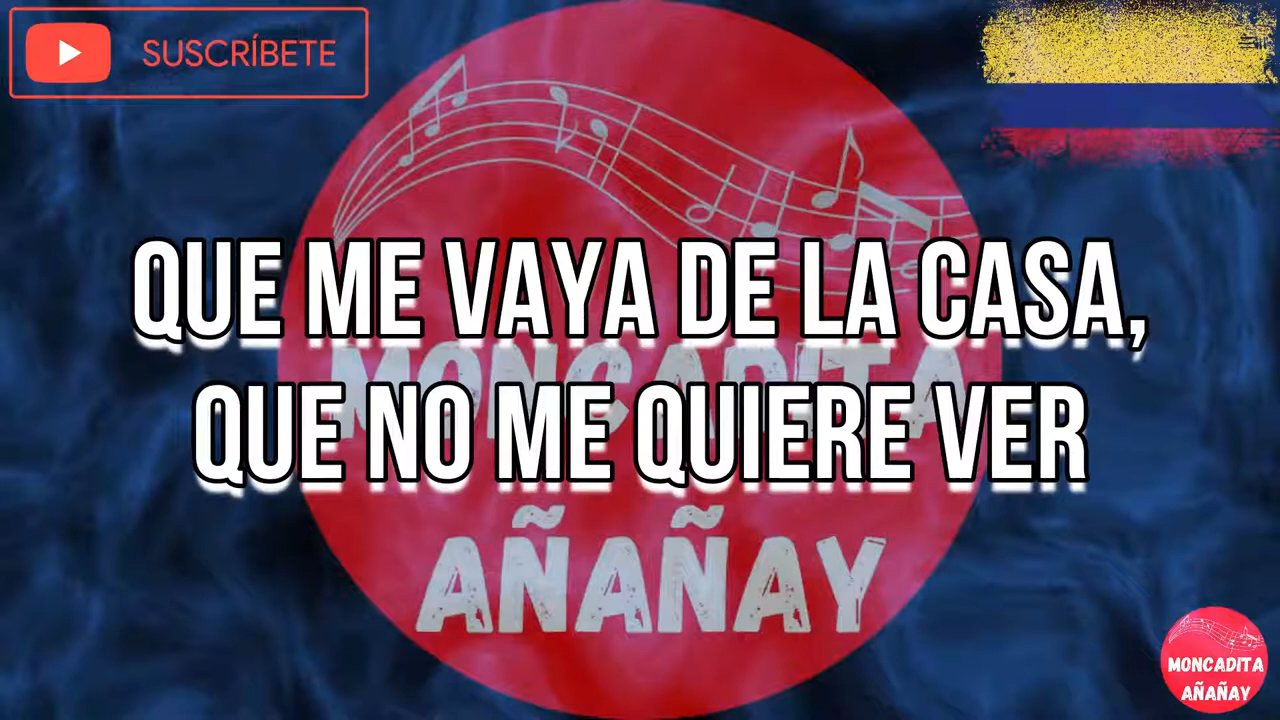 SUSCRÍBETE
QUE ME VAYA DE LA CASA,
MONCADITA
QUE NO ME QUIERE VER
AÑAÑAY
MONCADITA
AÑAÑAY